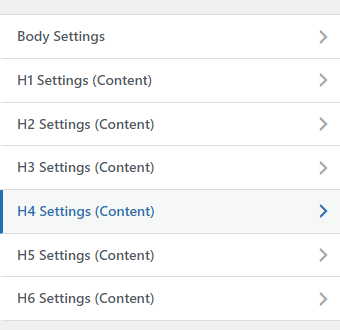 Body Settings
H1 Settings (Content)
H2 Settings (Content)
H3 Settings (Content)
H4 Settings (Content)
H5 Settings (Content)
H6 Settings (Content)